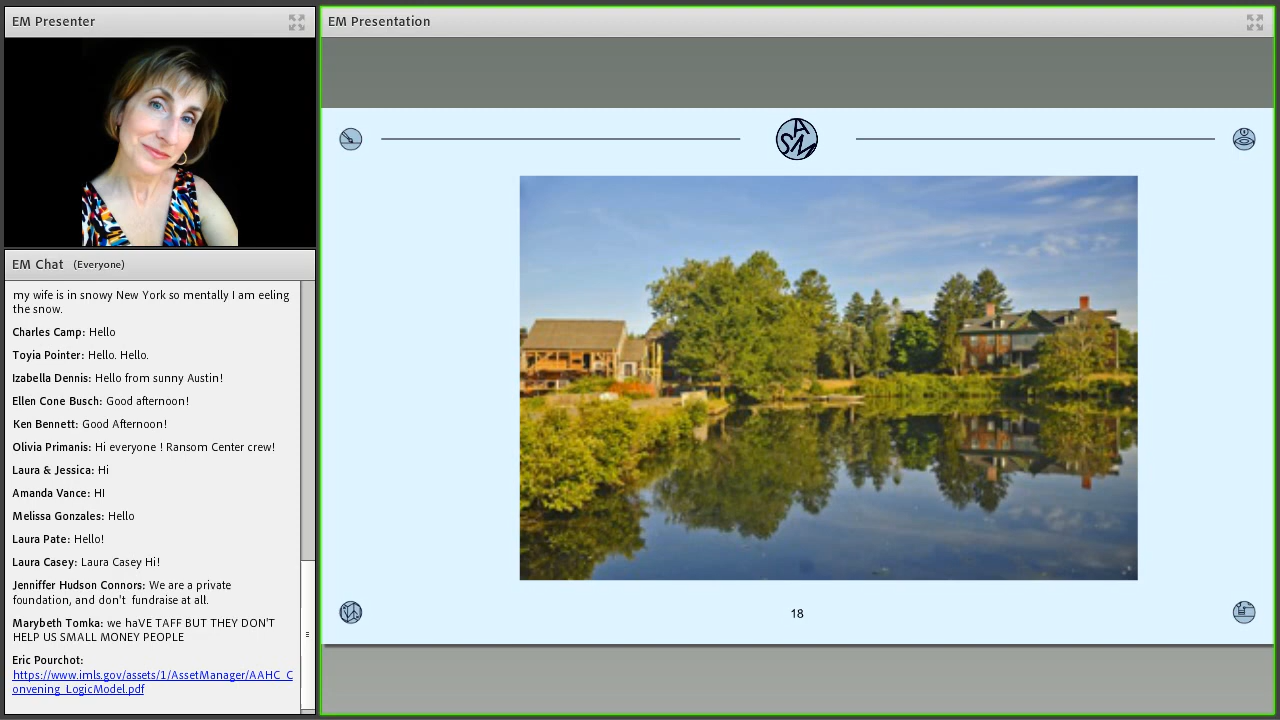 EM Presenter
EM Chat (Everyone)
my wife is in snowy New York so mentally I am eeling
the snow.
Charles Camp: Hello
Toyia Pointer: Hello. Hello.
Izabella Dennis: Hello from sunny Austin!
Ellen Cone Busch: Good afternoon!
Ken Bennett: Good Afternoon!
Olivia Primanis: Hi everyone ! Ransom Center crew!
Laura & Jessica: Hi
Amanda Vance: HI
Melissa Gonzales: Hello
Laura Pate: Hello!
Laura Casey: Laura Casey Hi!
Jenniffer Hudson Connors: We are a private
foundation, and don't fundraise at all.
Marybeth Tomka: we haVE TAFF BUT THEY DON'T
HELP US SMALL MONEY PEOPLE
Eric Pourchot:
https://www.imls.gov/assets/1/AssetManager/AAHC_C
onvening_LogicModel.pdf
EM Presentation
ASM
18